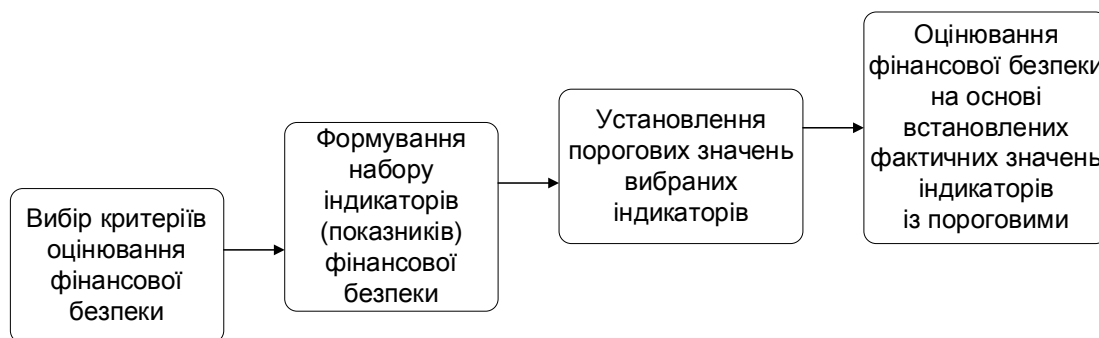 Вибір критеріїв
оцінювання
фінансової
безпеки
Формування
набору
індикаторів
(показників)
фінансової
безпеки
Установлення
порогових значень
вибраних
індикаторів
Оцінювання
фінансової безпеки
на основі
встановлених
фактичних значень
індикаторів
із пороговими